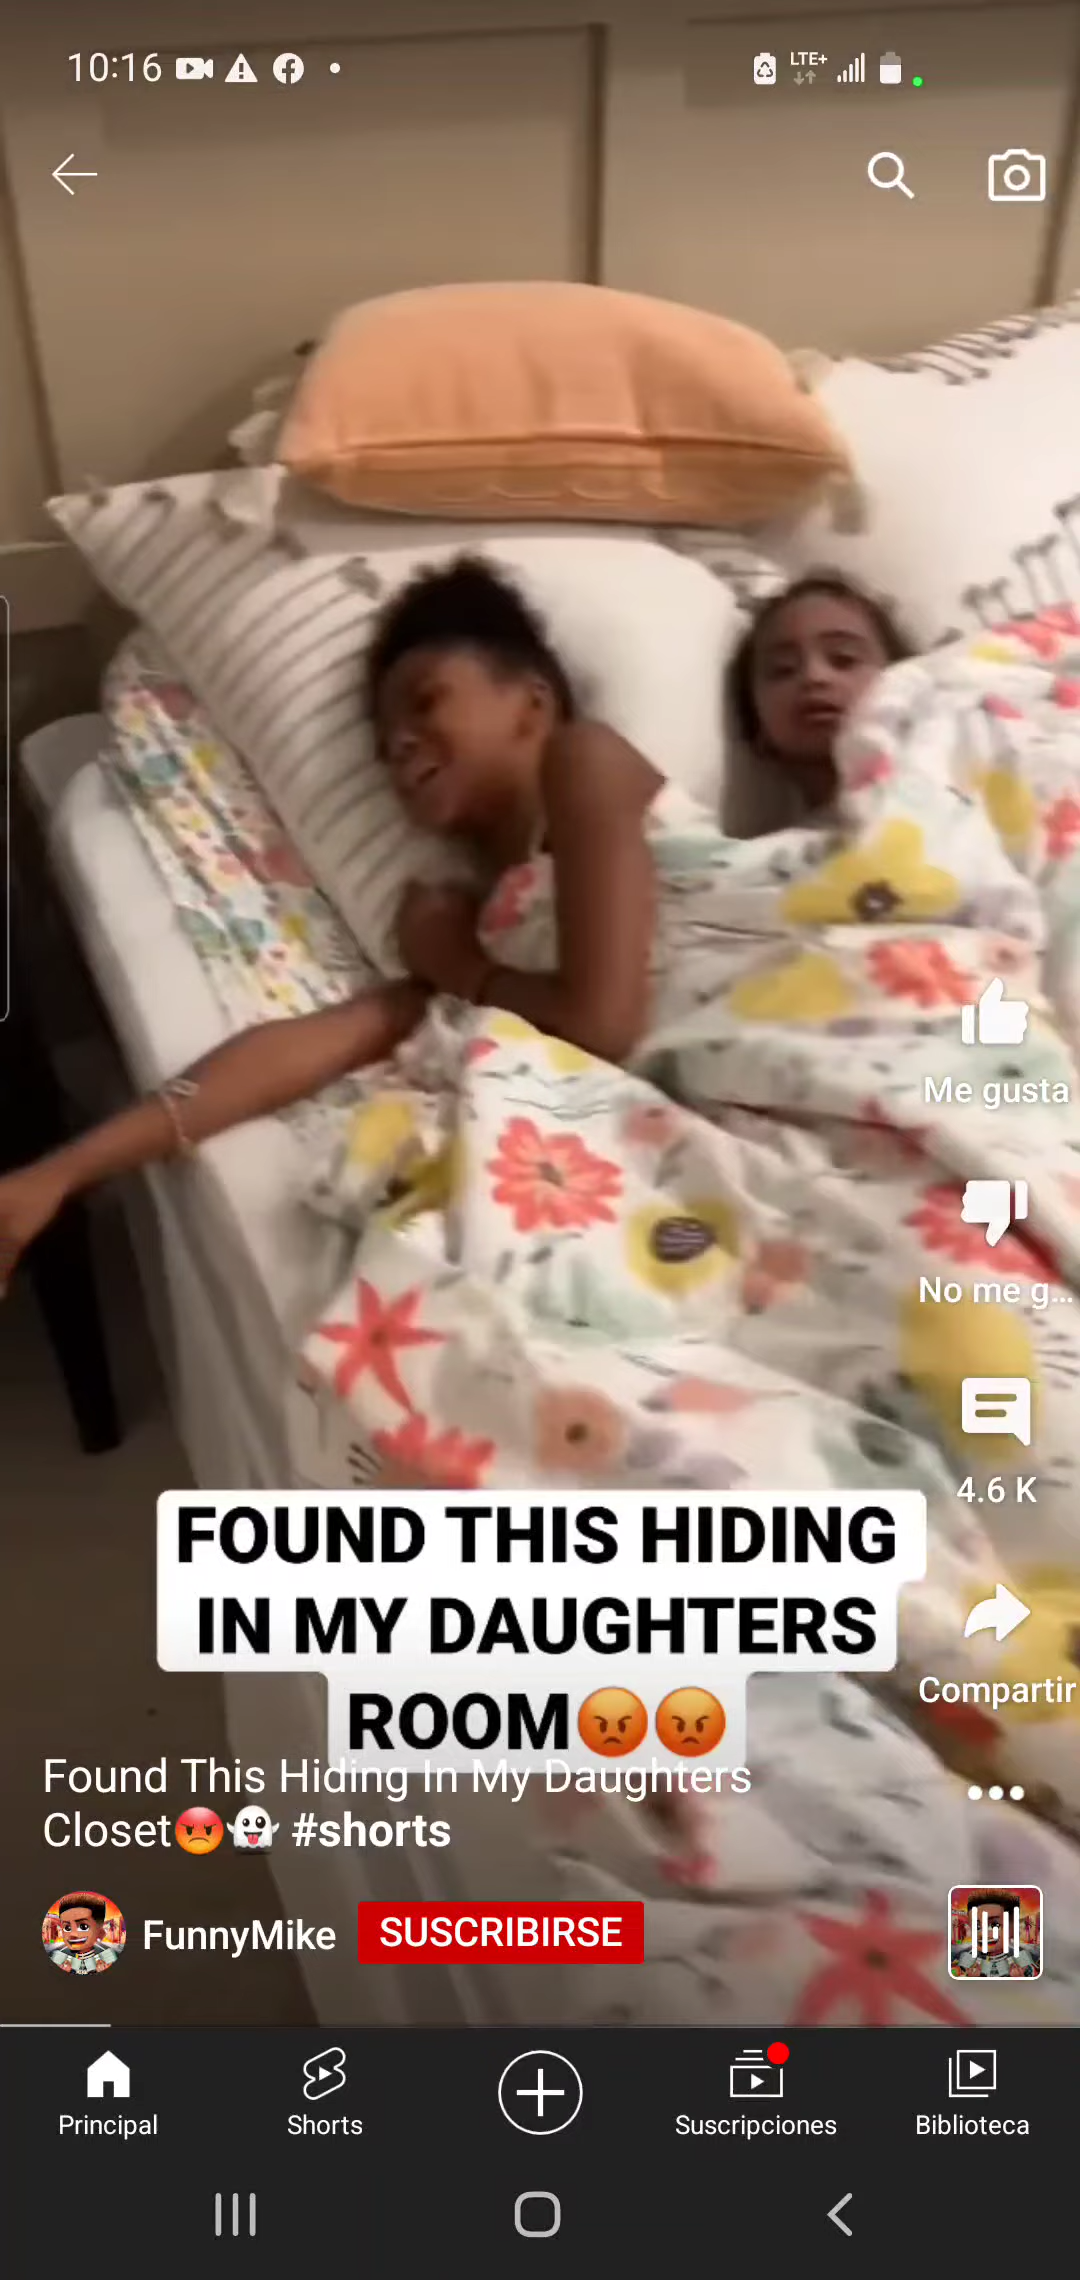 10:16
LTE+
Me gusta
No me g...
4.6 K
FOUND THIS HIDING
IN MY DAUGHTERS
ROOM😡😡
Compartir
Found This Hiding In My Daughters
Closet😡👻 #shorts
FunnyMike SUSCRIBIRSE
Principal Shorts Suscripciones Biblioteca